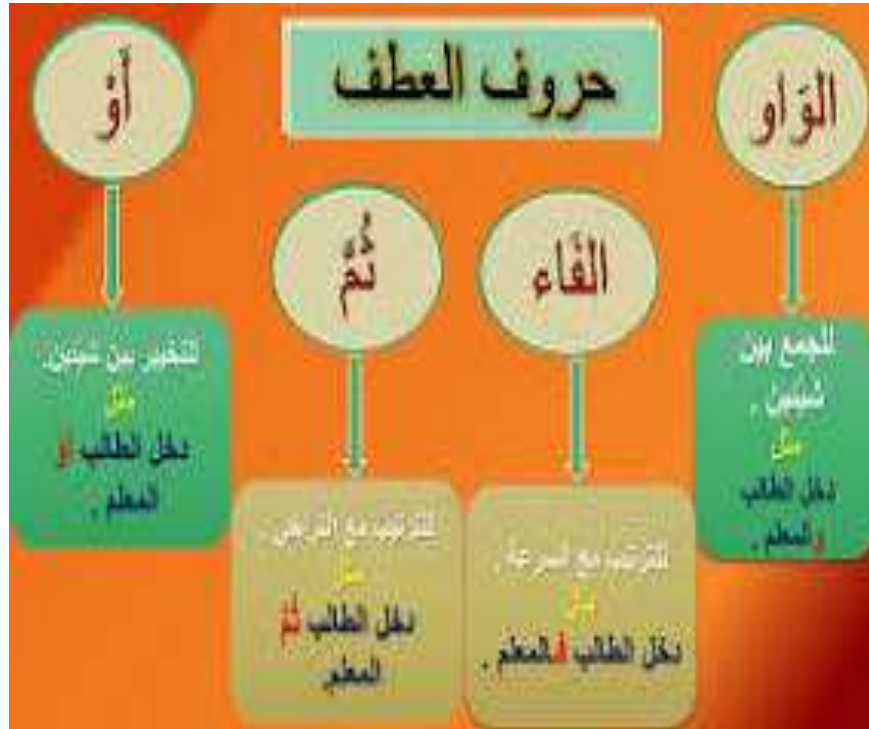 حروف العطف
الوَاو
للجمع بين
شيئين .
مثل
دخل الطالب
والمعلم .
الفَاء
للترتيب مع السرعة .
مثل
دخل الطالب فالمعلم .
ثُمَّ
للترتيب مع التراخي .
مثل
دخل الطالب ثُمَّ
المعلم.
أَوْ
للتخيير بين شيئين.
مثل
دخل الطالب أو
المعلم .